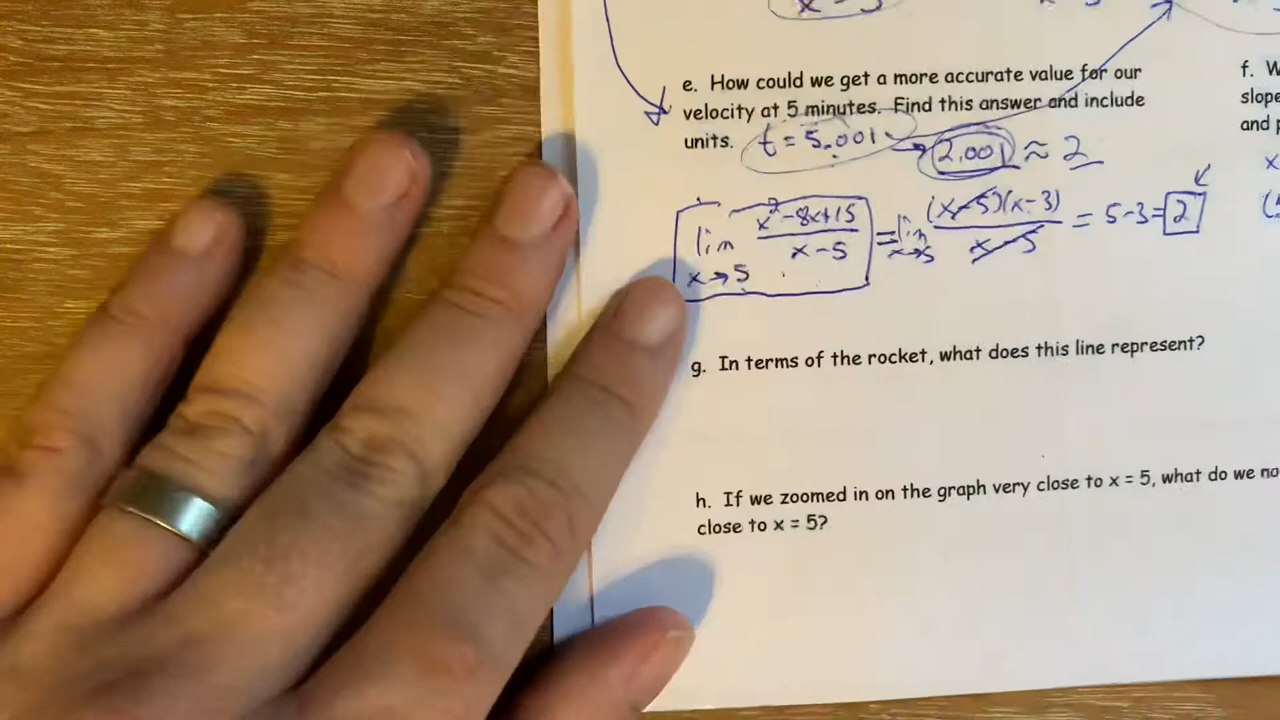 e. How could we get a more accurate value for our
velocity at 5 minutes. Find this answer and include
units. t = 5.001 → 2.001 ≈ 2
lim x→5 x²-8x+15 / x-5 = lim x→5 (x-5)(x-3) / x-5 = 5-3 = 2
f. W
slope
and
x
g. In terms of the rocket, what does this line represent?
h. If we zoomed in on the graph very close to x = 5, what do we no
close to x = 5?